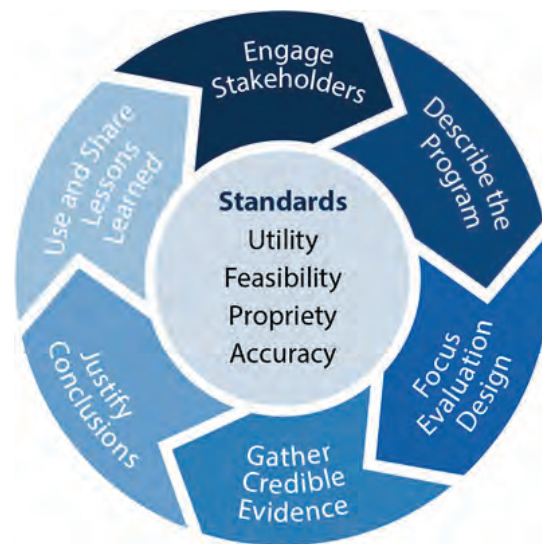 Engage
Stakeholders
Describe the
Program
Focus
Evaluation
Design
Gather
Credible
Evidence
Justify
Conclusions
Use and Share
Lessons
Learned
Standards
Utility
Feasibility
Propriety
Accuracy